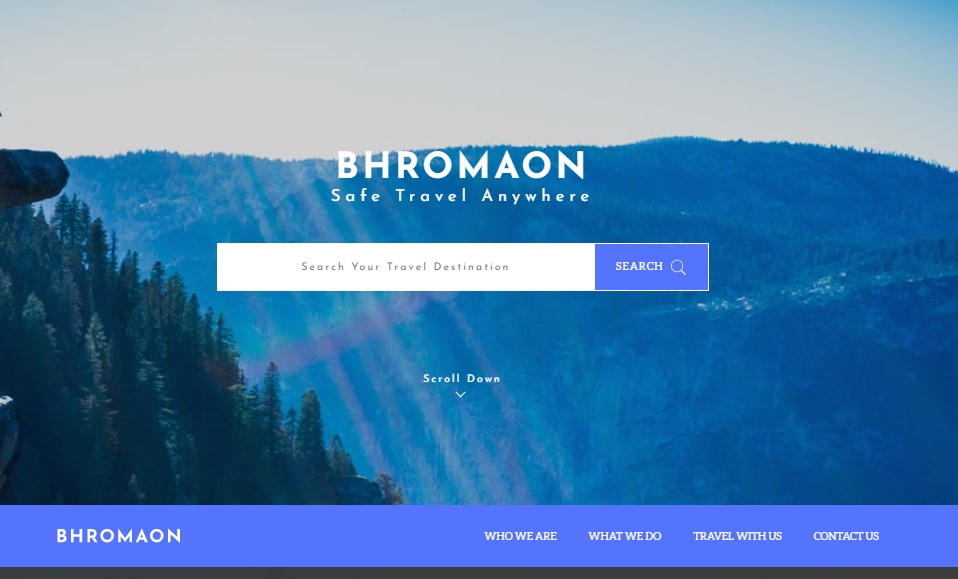 BHROMAON
Safe Travel Anywhere
Search Your Travel Destination
SEARCH
Scroll Down
BHROMAON
WHO WE ARE
WHAT WE DO
TRAVEL WITH US
CONTACT US